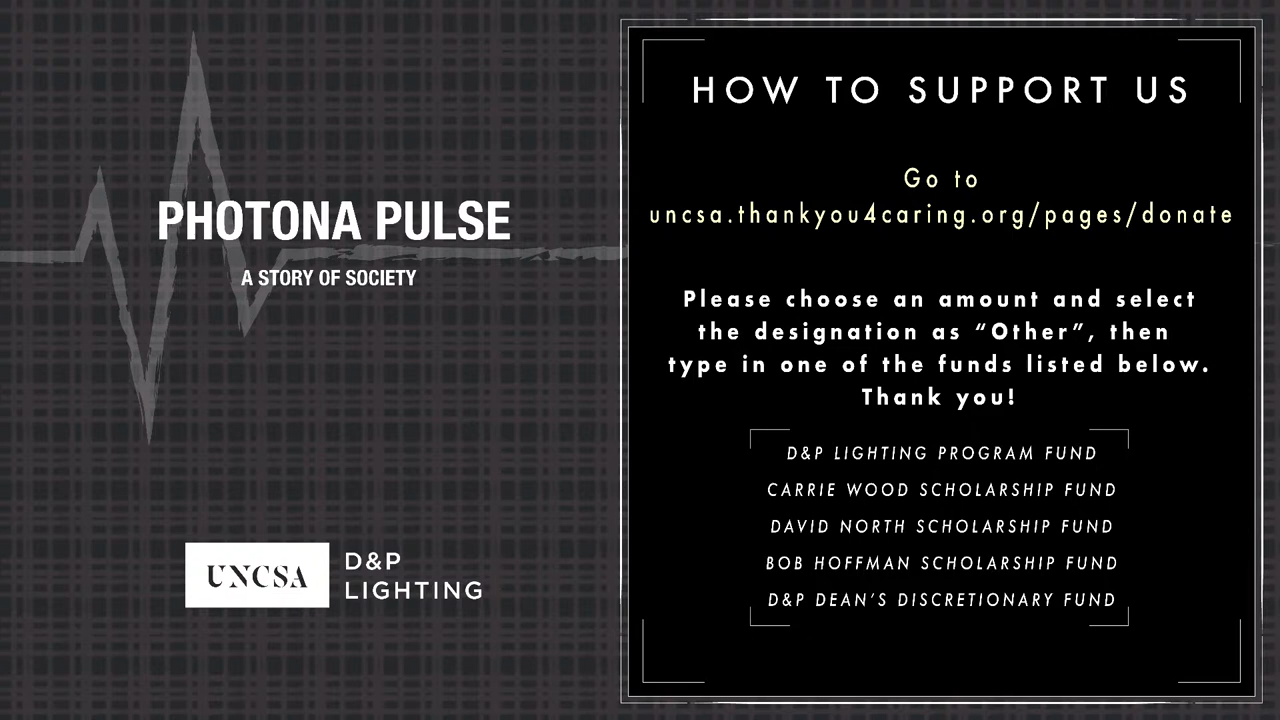 PHOTONA PULSE
A STORY OF SOCIETY
UNCSA
D&P
LIGHTING
HOW TO SUPPORT US
Go to
uncsa.thankyou4caring.org/pages/donate
Please choose an amount and select
the designation as “Other”, then
type in one of the funds listed below.
Thank you!
D&P LIGHTING PROGRAM FUND
CARRIE WOOD SCHOLARSHIP FUND
DAVID NORTH SCHOLARSHIP FUND
BOB HOFFMAN SCHOLARSHIP FUND
D&P DEAN’S DISCRETIONARY FUND